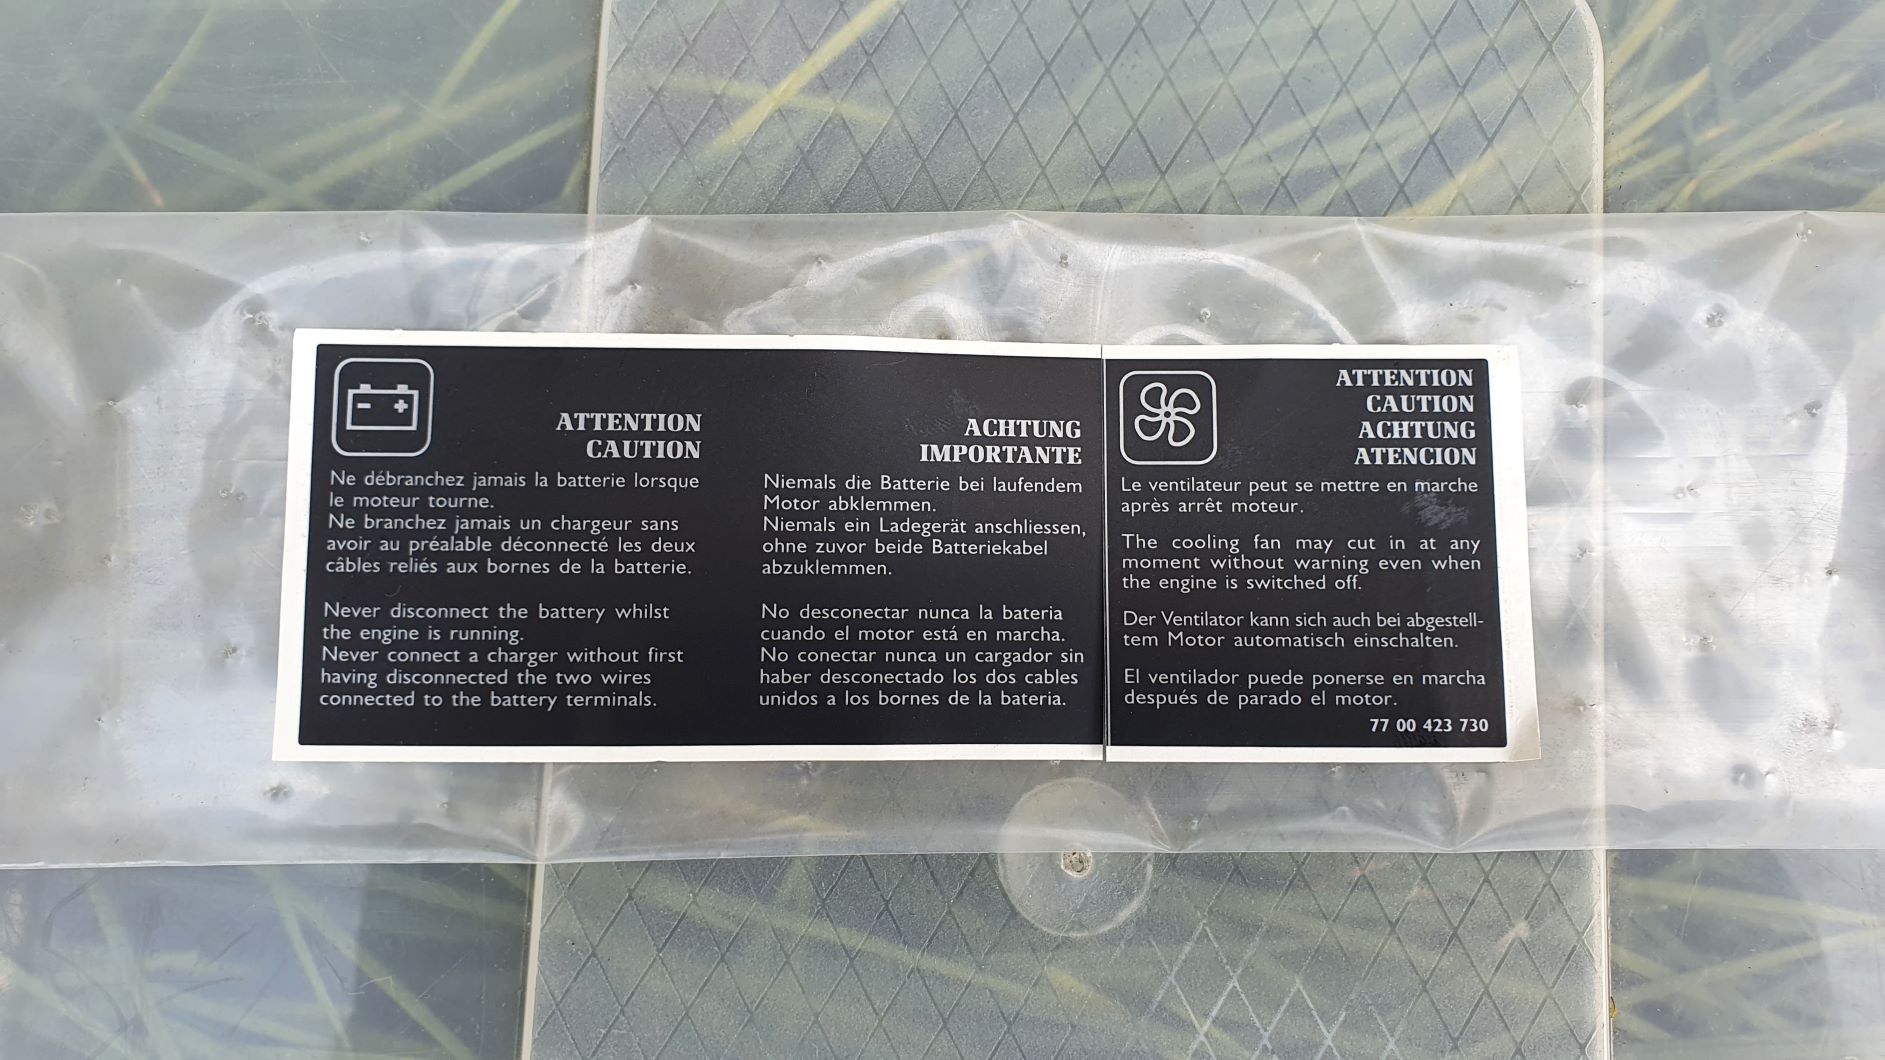 ATTENTION
CAUTION
Ne débranchez jamais la batterie lorsque
le moteur tourne.
Ne branchez jamais un chargeur sans
avoir au préalable déconnecté les deux
câbles reliés aux bornes de la batterie.
Never disconnect the battery whilst
the engine is running.
Never connect a charger without first
having disconnected the two wires
connected to the battery terminals.
ACHTUNG
IMPORTANTE
Niemals die Batterie bei laufendem
Motor abklemmen.
Niemals ein Ladegerät anschliessen,
ohne zuvor beide Batteriekabel
abzuklemmen.
No desconectar nunca la bateria
cuando el motor está en marcha.
No conectar nunca un cargador sin
haber desconectado los dos cables
unidos a los bornes de la bateria.
ATTENTION
CAUTION
ACHTUNG
ATENCION
Le ventilateur peut se mettre en marche
après arrêt moteur.
The cooling fan may cut in at any
moment without warning even when
the engine is switched off.
Der Ventilator kann sich auch bei abgestell-
tem Motor automatisch einschalten.
El ventilador puede ponerse en marcha
después de parado el motor.
77 00 423 730